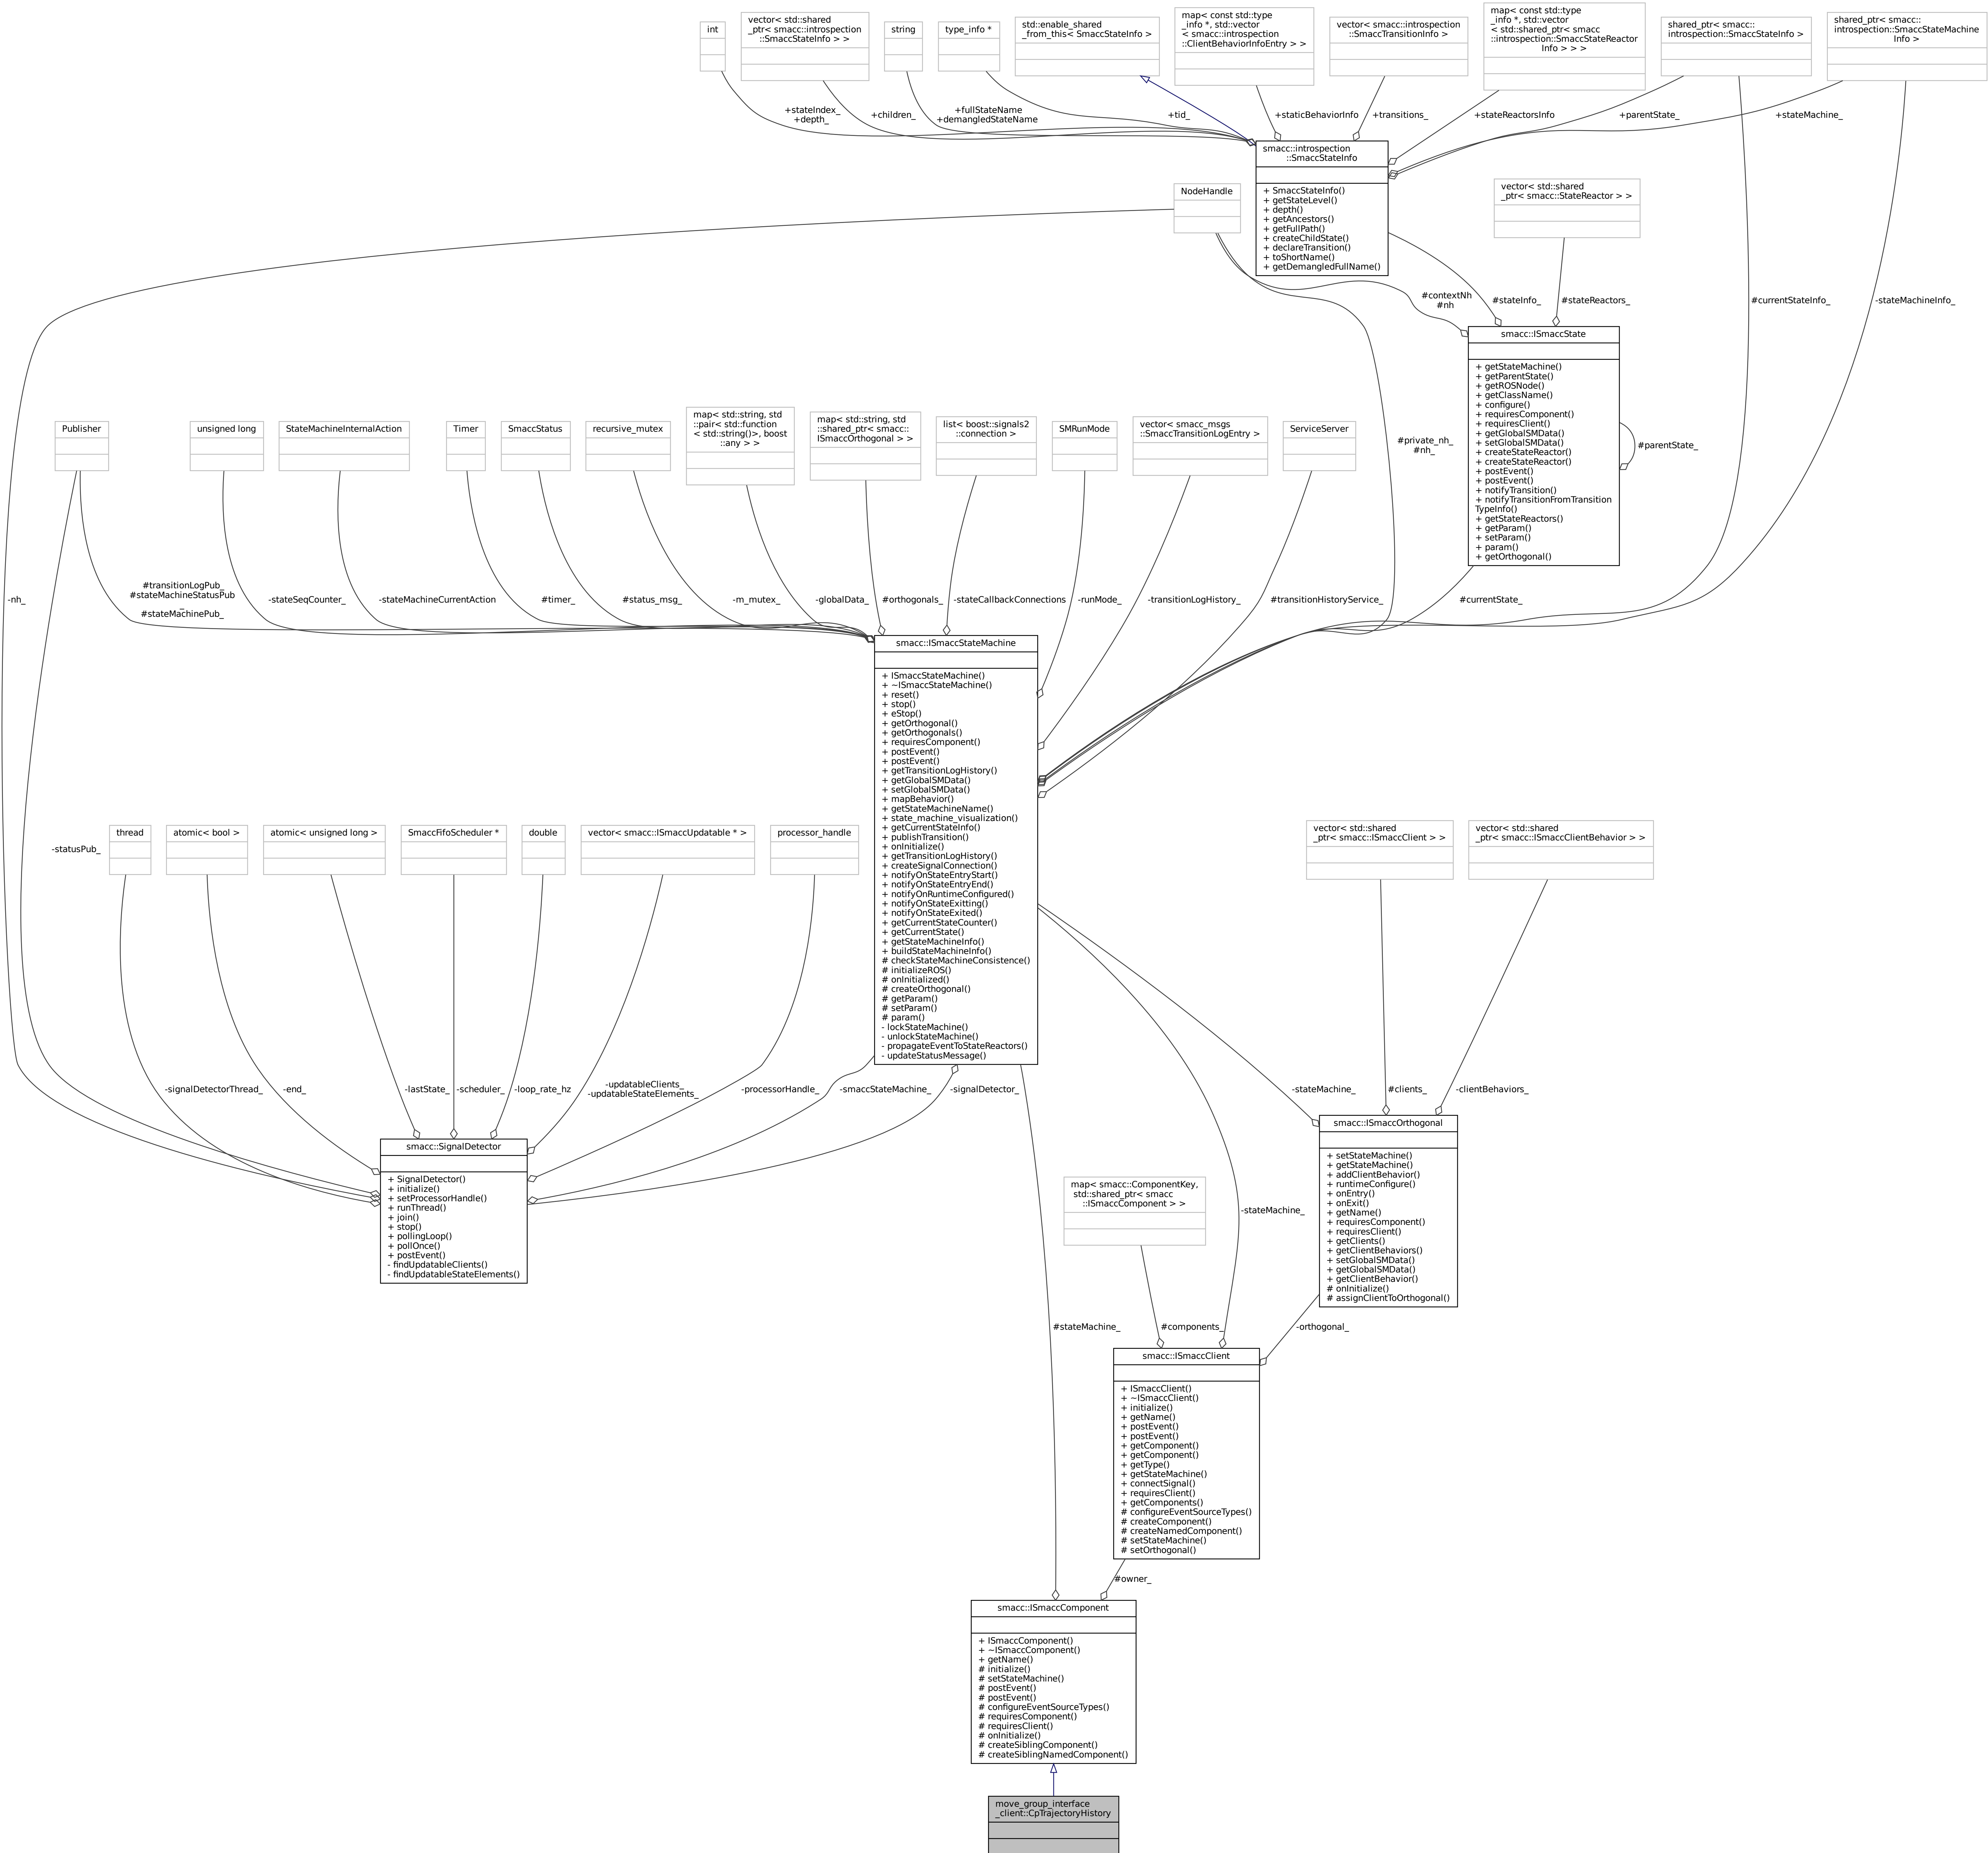 int
vector< std::shared
_ptr< smacc::introspection
::SmaccStateInfo > >
string
type_info *
std::enable_shared
_from_this< SmaccStateInfo >
map< const std::type
_info *, std::vector
< smacc::introspection
::ClientBehaviorInfoEntry > >
vector< smacc::introspection
::SmaccTransitionInfo >
map< const std::type
_info *, std::vector
< std::shared_ptr< smacc
::introspection::SmaccStateReactor
Info > > >
shared_ptr< smacc::
introspection::SmaccStateInfo >
shared_ptr< smacc::
introspection::SmaccStateMachine
Info >
+stateIndex_
+depth_
+children_
+fullStateName
+demangledStateName
+tid_
+staticBehaviorInfo
+transitions_
+stateReactorsInfo
+parentState_
+stateMachine_
smacc::introspection
::SmaccStateInfo
+ SmaccStateInfo()
+ getStateLevel()
+ depth()
+ getAncestors()
+ getFullPath()
+ createChildState()
+ declareTransition()
+ toShortName()
+ getDemangledFullName()
NodeHandle
vector< std::shared
_ptr< smacc::StateReactor > >
#contextNh
#nh
#stateInfo_
#stateReactors_
#currentStateInfo_
-stateMachineInfo_
smacc::ISmaccState
+ getStateMachine()
+ getParentState()
+ getROSNode()
+ getClassName()
+ configure()
+ requiresComponent()
+ requiresClient()
+ getGlobalSMData()
+ setGlobalSMData()
+ createStateReactor()
+ createStateReactor()
+ postEvent()
+ postEvent()
+ notifyTransition()
+ notifyTransitionFromTransition
TypeInfo()
+ getStateReactors()
+ getParam()
+ setParam()
+ param()
+ getOrthogonal()
#parentState_
Publisher
unsigned long
StateMachineInternalAction
Timer
SmaccStatus
recursive_mutex
map< std::string, std
::pair< std::function
< std::string()>, boost
::any > >
map< std::string, std
::shared_ptr< smacc::
ISmaccOrthogonal > >
list< boost::signals2
::connection >
SMRunMode
vector< smacc_msgs
::SmaccTransitionLogEntry >
ServiceServer
#private_nh_
#nh_
-nh_
#transitionLogPub_
#stateMachineStatusPub
_
#stateMachinePub_
-stateSeqCounter_
-stateMachineCurrentAction
#timer_
#status_msg_
-m_mutex_
-globalData_
#orthogonals_
-stateCallbackConnections
-runMode_
-transitionLogHistory_
#transitionHistoryService_
#currentState_
smacc::ISmaccStateMachine
+ ISmaccStateMachine()
+ ~ISmaccStateMachine()
+ reset()
+ stop()
+ eStop()
+ getOrthogonal()
+ getOrthogonals()
+ requiresComponent()
+ postEvent()
+ postEvent()
+ getTransitionLogHistory()
+ getGlobalSMData()
+ setGlobalSMData()
+ mapBehavior()
+ getStateMachineName()
+ state_machine_visualization()
+ getCurrentStateInfo()
+ publishTransition()
+ onInitialize()
+ getTransitionLogHistory()
+ createSignalConnection()
+ notifyOnStateEntryStart()
+ notifyOnStateEntryEnd()
+ notifyOnRuntimeConfigured()
+ notifyOnStateExitting()
+ notifyOnStateExited()
+ getCurrentStateCounter()
+ getCurrentState()
+ getStateMachineInfo()
+ buildStateMachineInfo()
# checkStateMachineConsistence()
# initializeROS()
# onInitialized()
# createOrthogonal()
# getParam()
# setParam()
# param()
- lockStateMachine()
- unlockStateMachine()
- propagateEventToStateReactors()
- updateStatusMessage()
-statusPub_
thread
atomic< bool >
atomic< unsigned long >
SmaccFifoScheduler *
double
vector< smacc::ISmaccUpdatable * >
processor_handle
vector< std::shared
_ptr< smacc::ISmaccClient > >
vector< std::shared
_ptr< smacc::ISmaccClientBehavior > >
-signalDetectorThread_
-end_
-lastState_
-scheduler_
-loop_rate_hz
-updatableClients_
-updatableStateElements_
-processorHandle_
-smaccStateMachine_
-signalDetector_
-stateMachine_
#clients_
-clientBehaviors_
smacc::SignalDetector
+ SignalDetector()
+ initialize()
+ setProcessorHandle()
+ runThread()
+ join()
+ stop()
+ pollingLoop()
+ pollOnce()
+ postEvent()
- findUpdatableClients()
- findUpdatableStateElements()
smacc::ISmaccOrthogonal
+ setStateMachine()
+ getStateMachine()
+ addClientBehavior()
+ runtimeConfigure()
+ onEntry()
+ onExit()
+ getName()
+ requiresComponent()
+ requiresClient()
+ getClients()
+ getClientBehaviors()
+ setGlobalSMData()
+ getGlobalSMData()
+ getClientBehavior()
# onInitialize()
# assignClientToOrthogonal()
map< smacc::ComponentKey,
std::shared_ptr< smacc
::ISmaccComponent > >
-stateMachine_
#stateMachine_
#components_
-orthogonal_
smacc::ISmaccClient
+ ISmaccClient()
+ ~ISmaccClient()
+ initialize()
+ getName()
+ postEvent()
+ postEvent()
+ getComponent()
+ getComponent()
+ getType()
+ getStateMachine()
+ connectSignal()
+ requiresClient()
+ getComponents()
# configureEventSourceTypes()
# createComponent()
# createNamedComponent()
# setStateMachine()
# setOrthogonal()
#owner_
smacc::ISmaccComponent
+ ISmaccComponent()
+ ~ISmaccComponent()
+ getName()
# initialize()
# setStateMachine()
# postEvent()
# postEvent()
# configureEventSourceTypes()
# requiresComponent()
# requiresClient()
# onInitialize()
# createSiblingComponent()
# createSiblingNamedComponent()
move_group_interface
_client::CpTrajectoryHistory